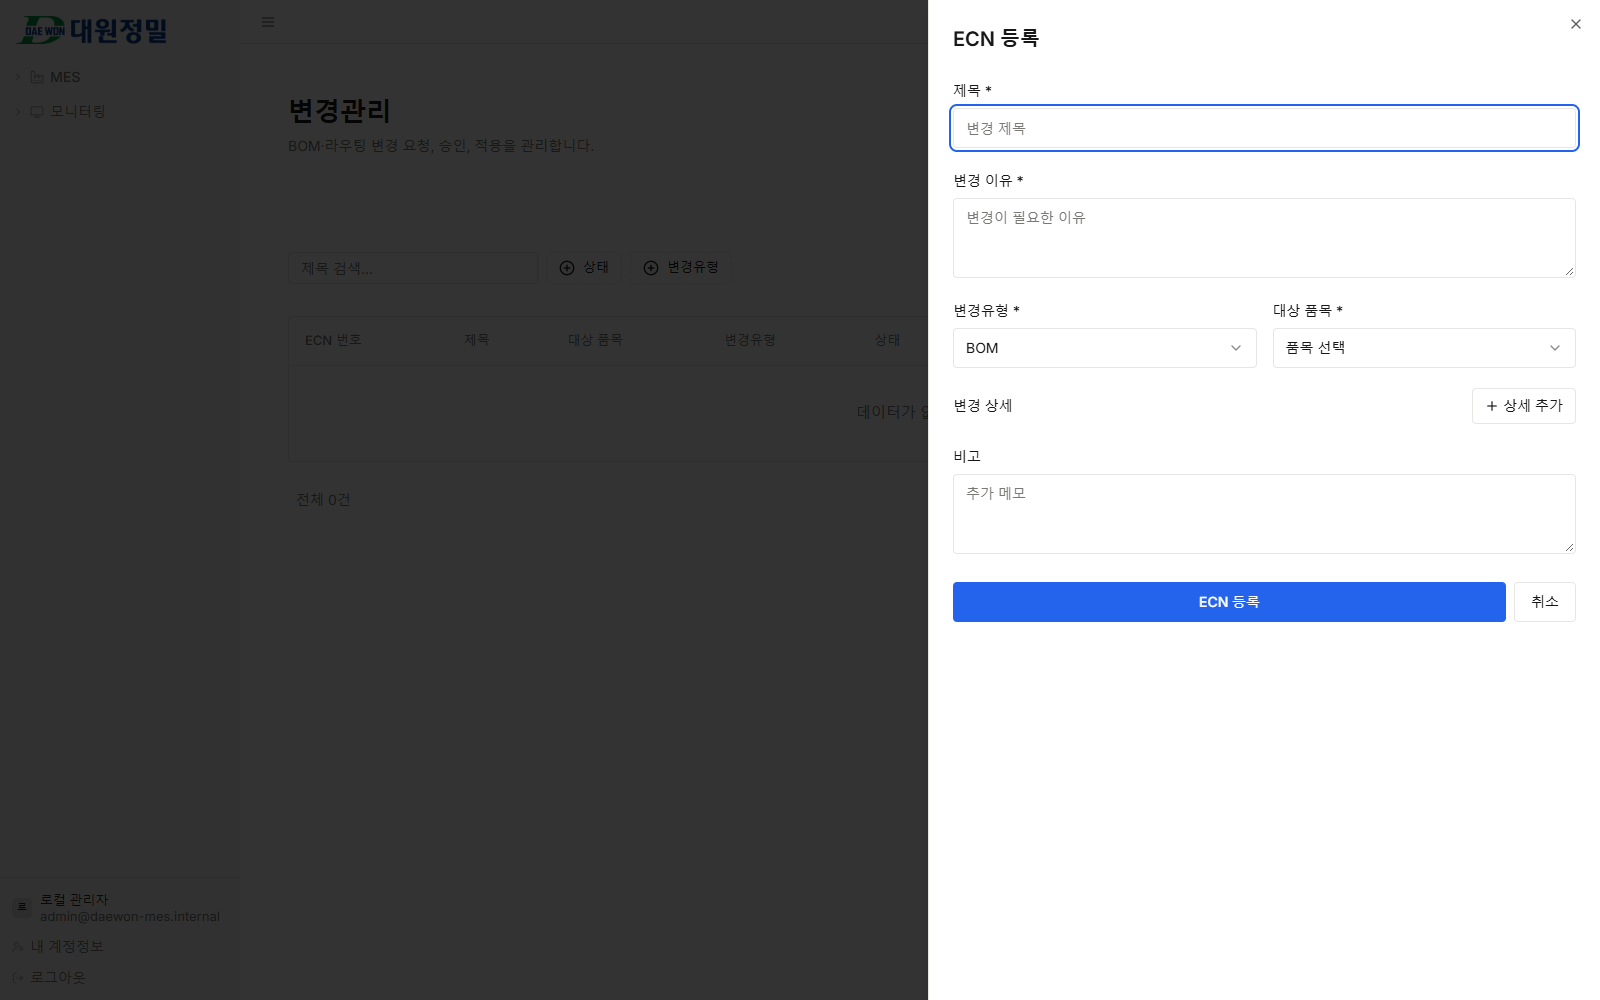 DAE WON 대원정밀
MES
모니터링
변경관리
BOM·라우팅 변경 요청, 승인, 적용을 관리합니다.
제목 검색...
상태
변경유형
ECN 번호 제목 대상 품목 변경유형 상태
데이터가
전체 0건
로
로컬 관리자
admin@daewon-mes.internal
내 계정정보
로그아웃
ECN 등록
제목 *
변경 제목
변경 이유 *
변경이 필요한 이유
변경유형 * 대상 품목 *
BOM 품목 선택
변경 상세 + 상세 추가
비고
추가 메모
ECN 등록 취소